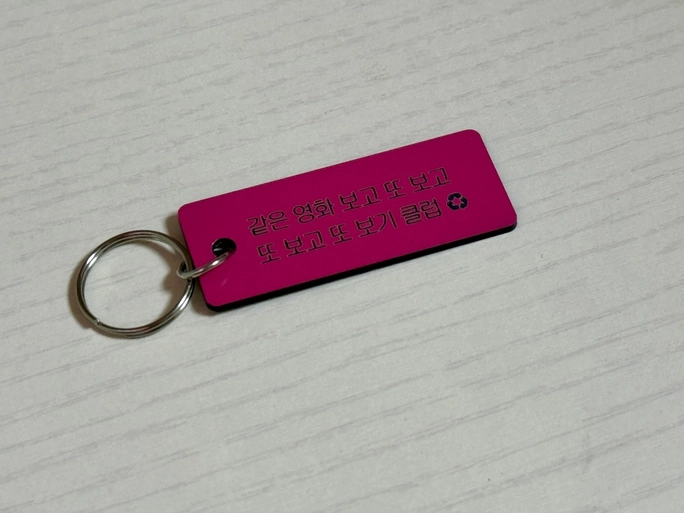 같은 영화 보고 또 보고
또 보고 또 보기 클럽 ♻